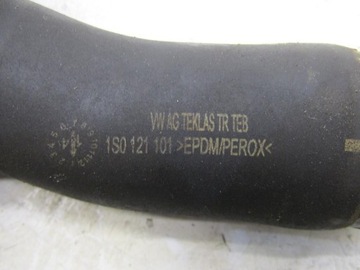 VW AG TEKLAS TR TEB
1S0 121 101 >EPDM/PEROX<